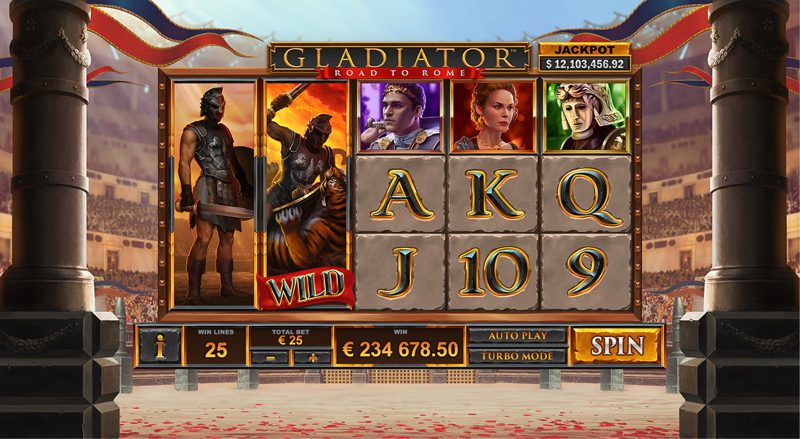 GLADIATOR™
ROAD TO ROME
JACKPOT
$ 12,103,456.92
A
K
Q
J
10
9
WILD
i
WIN LINES
25
TOTAL BET
€ 25
- +
WIN
€ 234 678.50
AUTO PLAY
TURBO MODE
SPIN